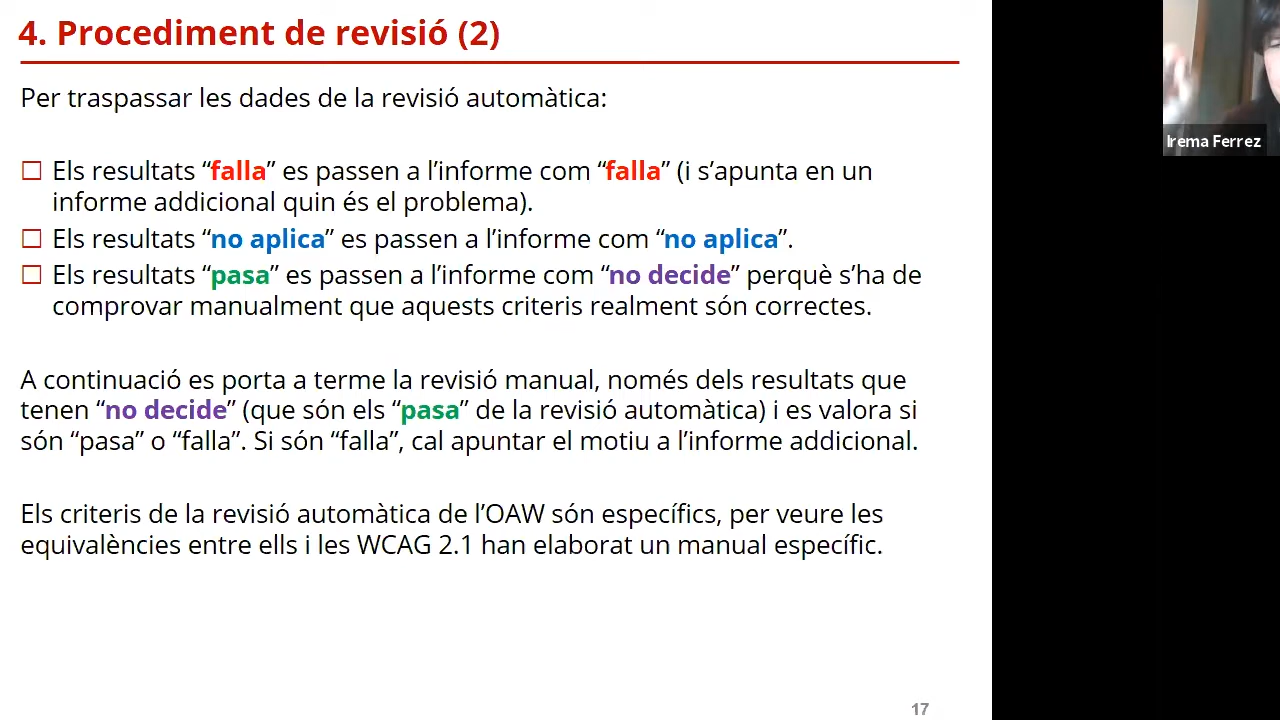 4. Procediment de revisió (2)
Per traspassar les dades de la revisió automàtica:
Els resultats “falla” es passen a l’informe com “falla” (i s’apunta en un
informe addicional quin és el problema).
Els resultats “no aplica” es passen a l’informe com “no aplica”.
Els resultats “pasa” es passen a l’informe com “no decide” perquè s’ha de
comprovar manualment que aquests criteris realment són correctes.
A continuació es porta a terme la revisió manual, només dels resultats que
tenen “no decide” (que són els “pasa” de la revisió automàtica) i es valora si
són “pasa” o “falla”. Si són “falla”, cal apuntar el motiu a l’informe addicional.
Els criteris de la revisió automàtica de l’OAW són específics, per veure les
equivalències entre ells i les WCAG 2.1 han elaborat un manual específic.
17
Irema Ferrez